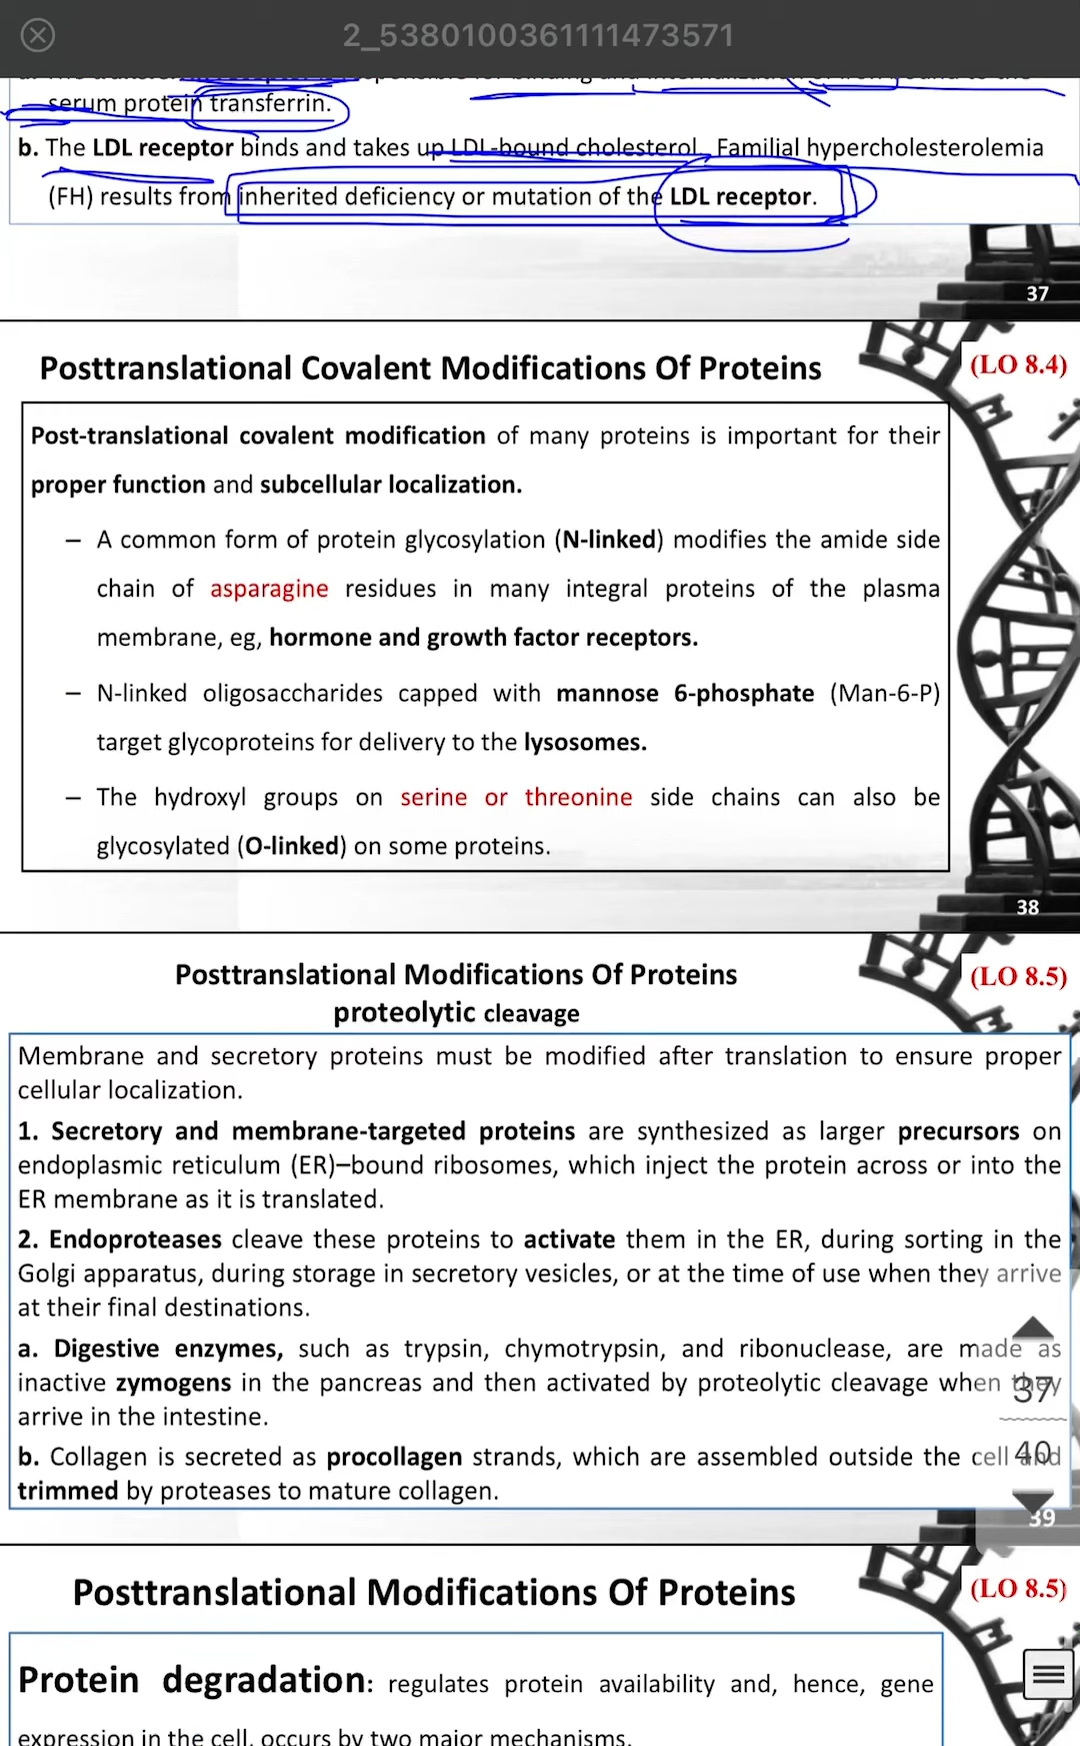 2_5380100361111473571
serum protein transferrin.
b. The LDL receptor binds and takes up LDL-bound cholesterol. Familial hypercholesterolemia
(FH) results from inherited deficiency or mutation of the LDL receptor.
37
Posttranslational Covalent Modifications Of Proteins
(LO 8.4)
Post-translational covalent modification of many proteins is important for their
proper function and subcellular localization.
– A common form of protein glycosylation (N-linked) modifies the amide side
chain of asparagine residues in many integral proteins of the plasma
membrane, eg, hormone and growth factor receptors.
– N-linked oligosaccharides capped with mannose 6-phosphate (Man-6-P)
target glycoproteins for delivery to the lysosomes.
– The hydroxyl groups on serine or threonine side chains can also be
glycosylated (O-linked) on some proteins.
38
Posttranslational Modifications Of Proteins
(LO 8.5)
proteolytic cleavage
Membrane and secretory proteins must be modified after translation to ensure proper
cellular localization.
1. Secretory and membrane-targeted proteins are synthesized as larger precursors on
endoplasmic reticulum (ER)–bound ribosomes, which inject the protein across or into the
ER membrane as it is translated.
2. Endoproteases cleave these proteins to activate them in the ER, during sorting in the
Golgi apparatus, during storage in secretory vesicles, or at the time of use when they arrive
at their final destinations.
a. Digestive enzymes, such as trypsin, chymotrypsin, and ribonuclease, are made as
inactive zymogens in the pancreas and then activated by proteolytic cleavage when they
37
arrive in the intestine.
b. Collagen is secreted as procollagen strands, which are assembled outside the cell and
40
trimmed by proteases to mature collagen.
39
Posttranslational Modifications Of Proteins
(LO 8.5)
Protein degradation: regulates protein availability and, hence, gene
expression in the cell, occurs by two major mechanisms.